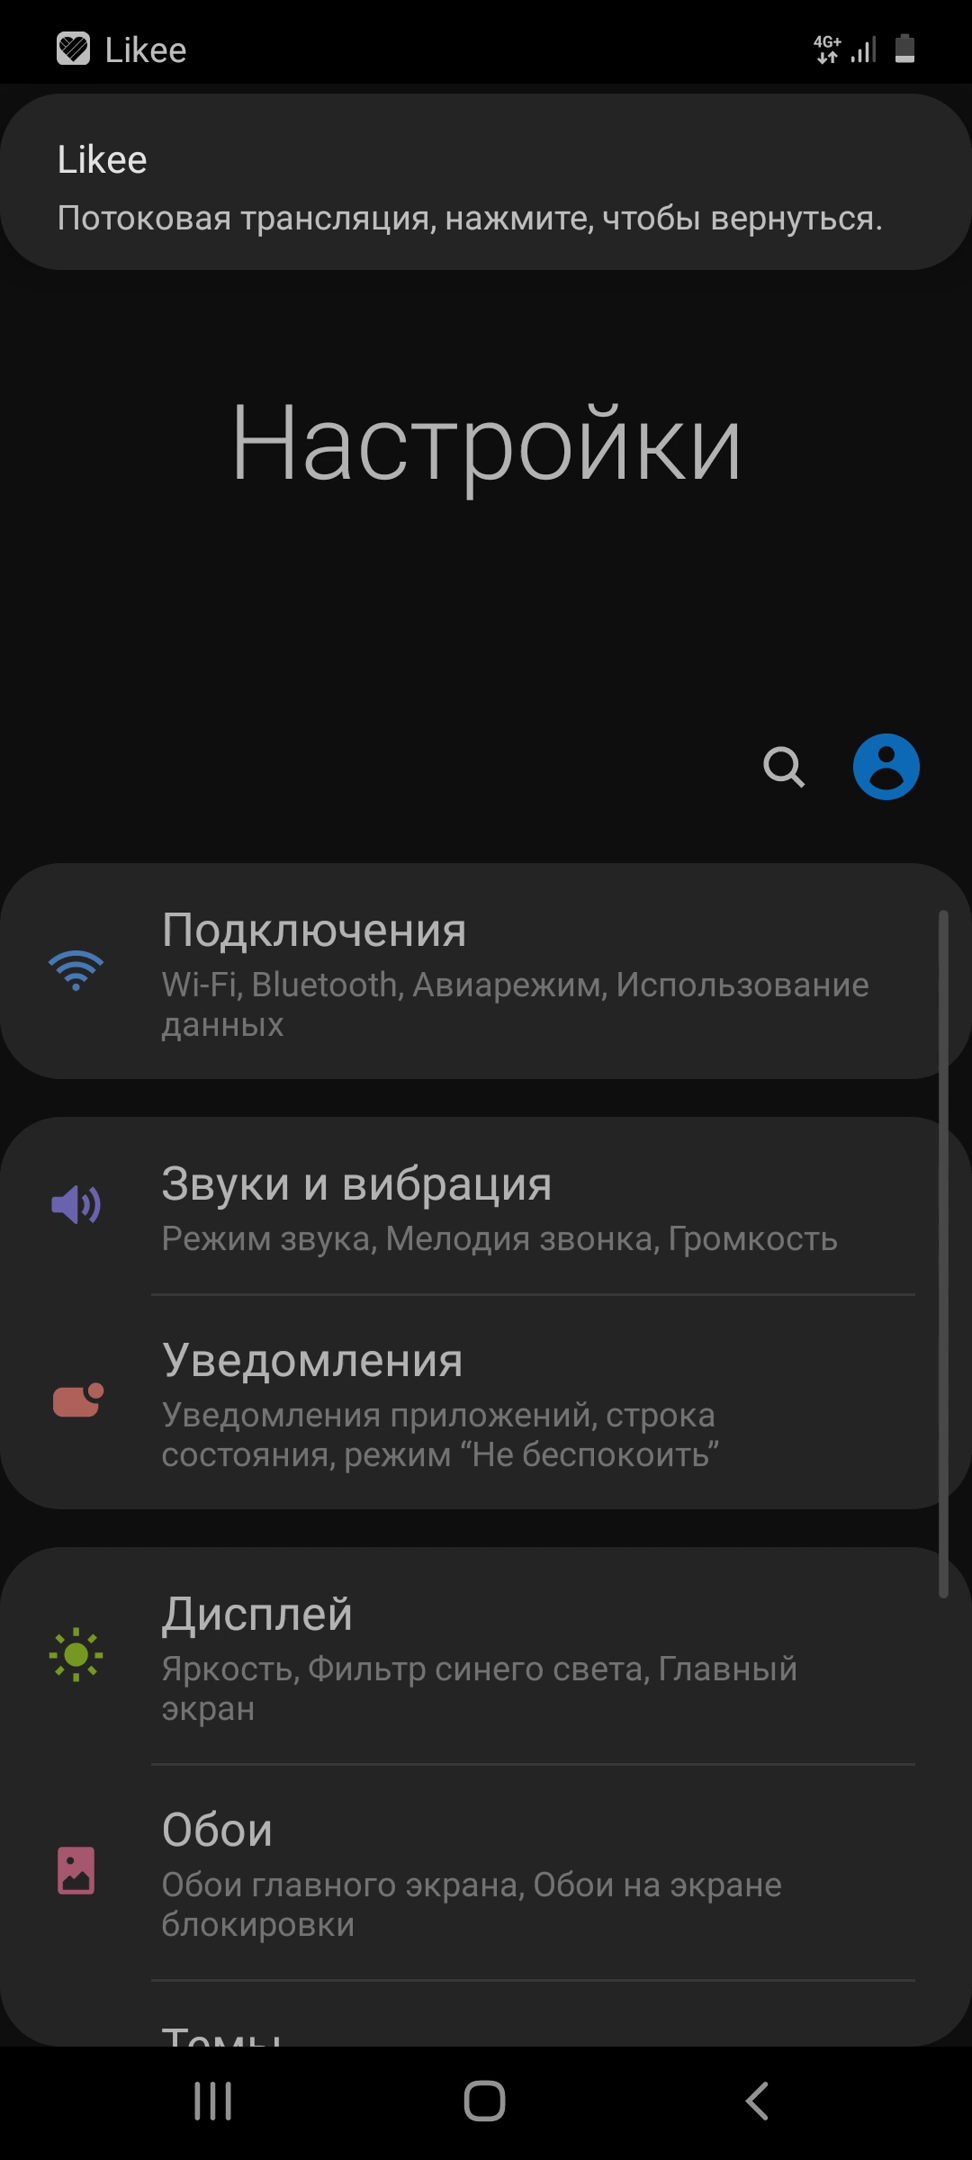 Likee
4G+
Likee
Потоковая трансляция, нажмите, чтобы вернуться.
Настройки
Подключения
Wi-Fi, Bluetooth, Авиарежим, Использование
данных
Звуки и вибрация
Режим звука, Мелодия звонка, Громкость
Уведомления
Уведомления приложений, строка
состояния, режим “Не беспокоить”
Дисплей
Яркость, Фильтр синего света, Главный
экран
Обои
Обои главного экрана, Обои на экране
блокировки
Темы